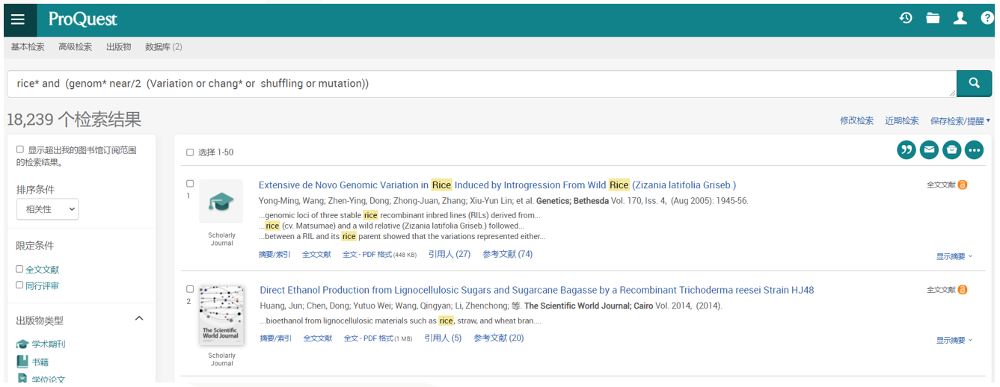 ProQuest
基本检索 高级检索 出版物 数据库 (2)
rice* and (genom* near/2 (Variation or chang* or shuffling or mutation))
18,239 个检索结果
修改检索 近期检索 保存检索/提醒
显示超出我的图书馆订阅范围
的检索结果。
排序条件
相关性
限定条件
全文文献
同行评审
出版物类型
学术期刊
书籍
学位论文
选择 1-50
1
Scholarly
Journal
Extensive de Novo Genomic Variation in Rice Induced by Introgression From Wild Rice (Zizania latifolia Griseb.)
全文文献
Yong-Ming, Wang; Zhen-Ying, Dong; Zhong-Juan, Zhang; Xiu-Yun Lin; et al. Genetics; Bethesda Vol. 170, Iss. 4, (Aug 2005): 1945-56.
...genomic loci of three stable rice recombinant inbred lines (RILs) derived from...
...rice (cv. Matsumae) and a wild relative (Zizania latifolia Griseb.) followed...
...between a RIL and its rice parent showed that the variations represented either...
摘要/索引 全文文献 全文 - PDF 格式 (448 KB) 引用人 (27) 参考文献 (74)
显示摘要
2
The Scientific
World Journal
Scholarly
Journal
Direct Ethanol Production from Lignocellulosic Sugars and Sugarcane Bagasse by a Recombinant Trichoderma reesei Strain HJ48
全文文献
Huang, Jun; Chen, Dong; Yutuo Wei; Wang, Qingyan; Li, Zhenchong; 等. The Scientific World Journal; Cairo Vol. 2014, (2014).
...bioethanol from lignocellulosic materials such as rice, straw, and wheat bran....
摘要/索引 全文文献 全文 - PDF 格式 (1 MB) 引用人 (5) 参考文献 (20)
显示摘要